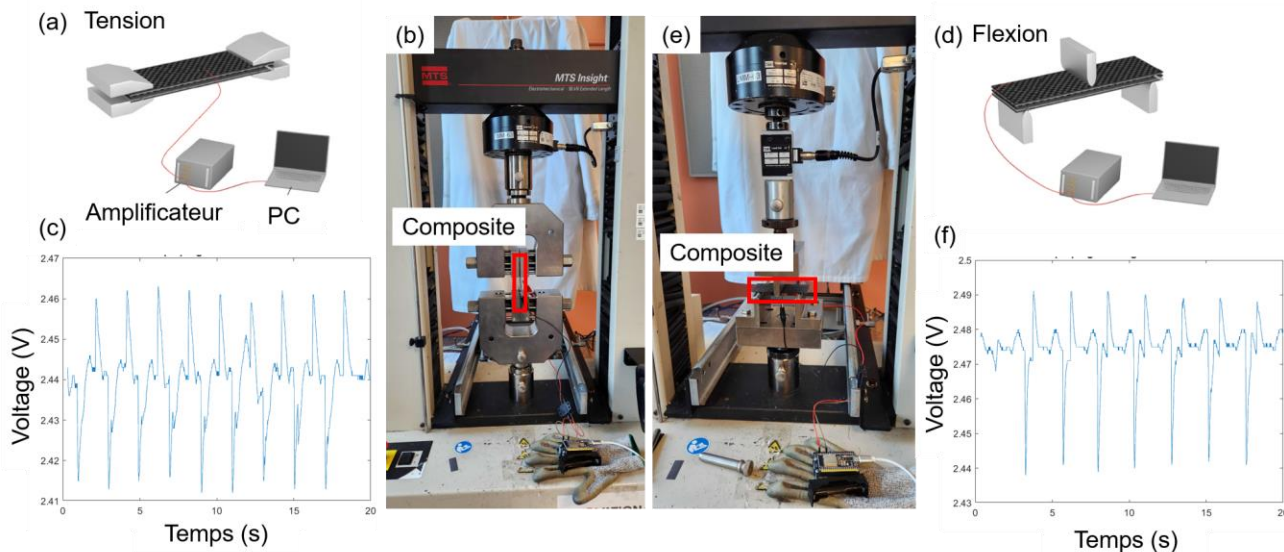 (a) Tension
Amplificateur
PC
(b)
MTS
MTS Insight
Composite
(e)
Composite
(d) Flexion
(c)
2.47
2.46
2.45
2.44
2.43
2.42
2.41
0
5
10
15
20
Voltage (V)
Temps (s)
(f)
2.5
2.49
2.48
2.47
2.46
2.45
2.44
2.43
0
5
10
15
20
Voltage (V)
Temps (s)